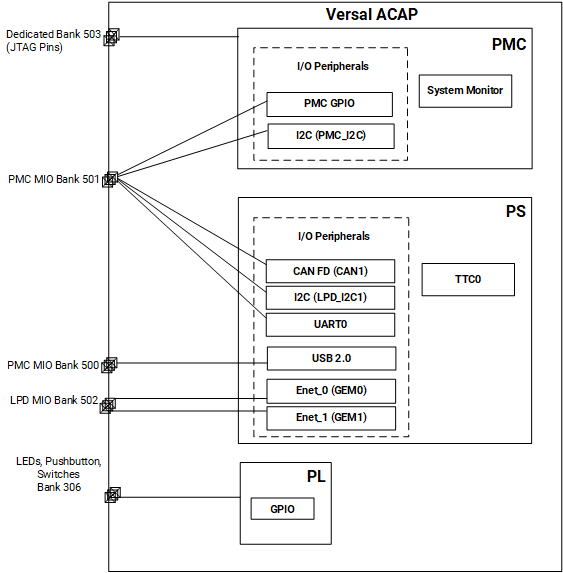 Versal ACAP
Dedicated Bank 503
(JTAG Pins)
PMC
I/O Peripherals
System Monitor
PMC GPIO
I2C (PMC_I2C)
PMC MIO Bank 501
PS
I/O Peripherals
CAN FD (CAN1)
TTC0
I2C (LPD_I2C1)
UART0
PMC MIO Bank 500
USB 2.0
LPD MIO Bank 502
Enet_0 (GEM0)
Enet_1 (GEM1)
LEDs, Pushbutton,
Switches
Bank 306
PL
GPIO